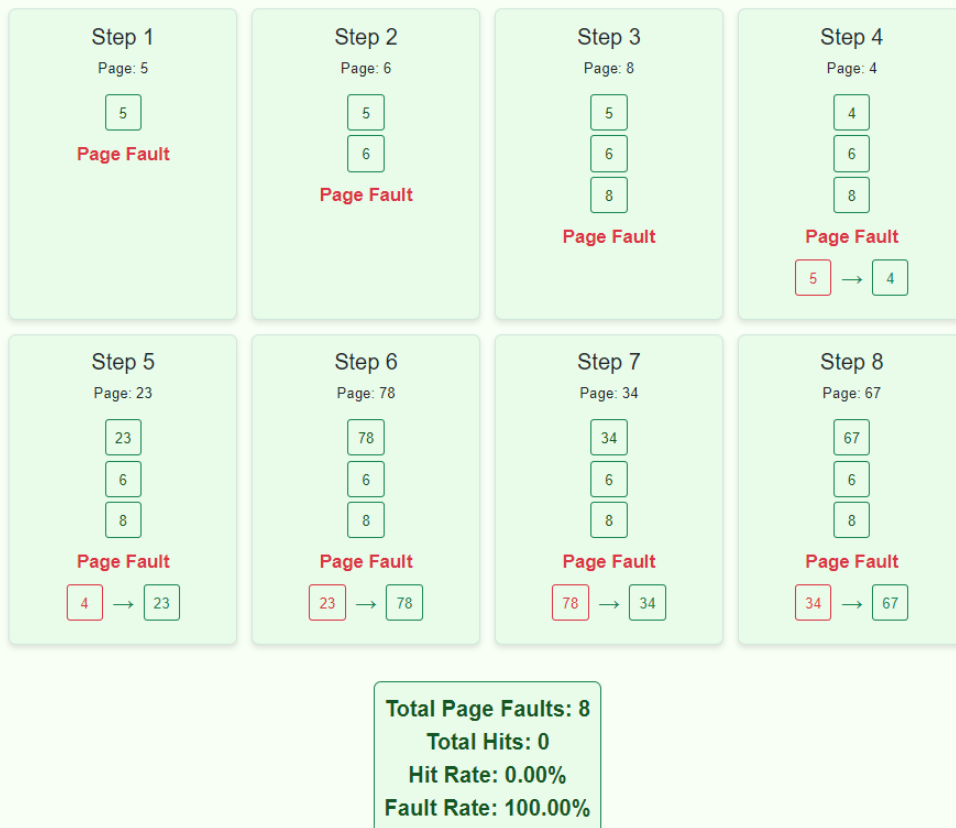 Step 1
Page: 5
5
Page Fault
Step 2
Page: 6
5
6
Page Fault
Step 3
Page: 8
5
6
8
Page Fault
Step 4
Page: 4
4
6
8
Page Fault
5 → 4
Step 5
Page: 23
23
6
8
Page Fault
4 → 23
Step 6
Page: 78
78
6
8
Page Fault
23 → 78
Step 7
Page: 34
34
6
8
Page Fault
78 → 34
Step 8
Page: 67
67
6
8
Page Fault
34 → 67
Total Page Faults: 8
Total Hits: 0
Hit Rate: 0.00%
Fault Rate: 100.00%